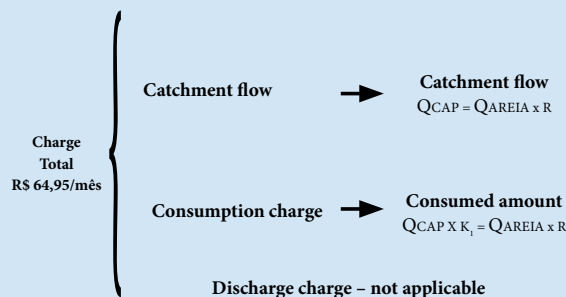 Catchment flow
Catchment flow
QCAP = QAREIA x R
Charge
Total
R$ 64,95/mês
Consumption charge
Consumed amount
QCAP X K1 = QAREIA x R
Discharge charge – not applicable